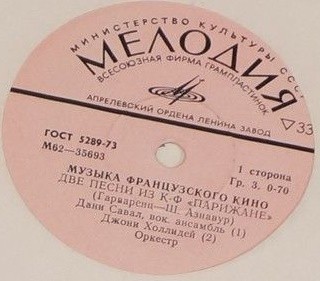 МИНИСТЕРСТВО КУЛЬТУРЫ СССР
МЕЛОДИЯ
ВСЕСОЮЗНАЯ ФИРМА ГРАМПЛАСТИНОК
АПРЕЛЕВСКИЙ ОРДЕНА ЛЕНИНА ЗАВОД
33
ГОСТ 5289-73
М62—35693
1 сторона
Гр. 3. 0-70
МУЗЫКА ФРАНЦУЗСКОГО КИНО
ДВЕ ПЕСНИ ИЗ К-Ф «ПАРИЖАНЕ»
(Гарваренц—Ш. Азнавур)
Дани Савал, вок. ансамбль (1)
Джони Холлидей (2)
Оркестр